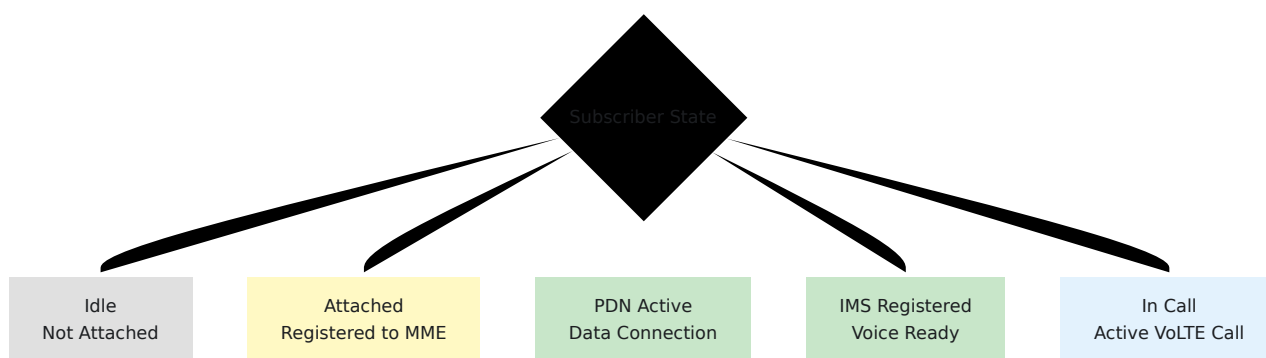 Subscriber State
Idle
Not Attached
Attached
Registered to MME
PDN Active
Data Connection
IMS Registered
Voice Ready
In Call
Active VoLTE Call